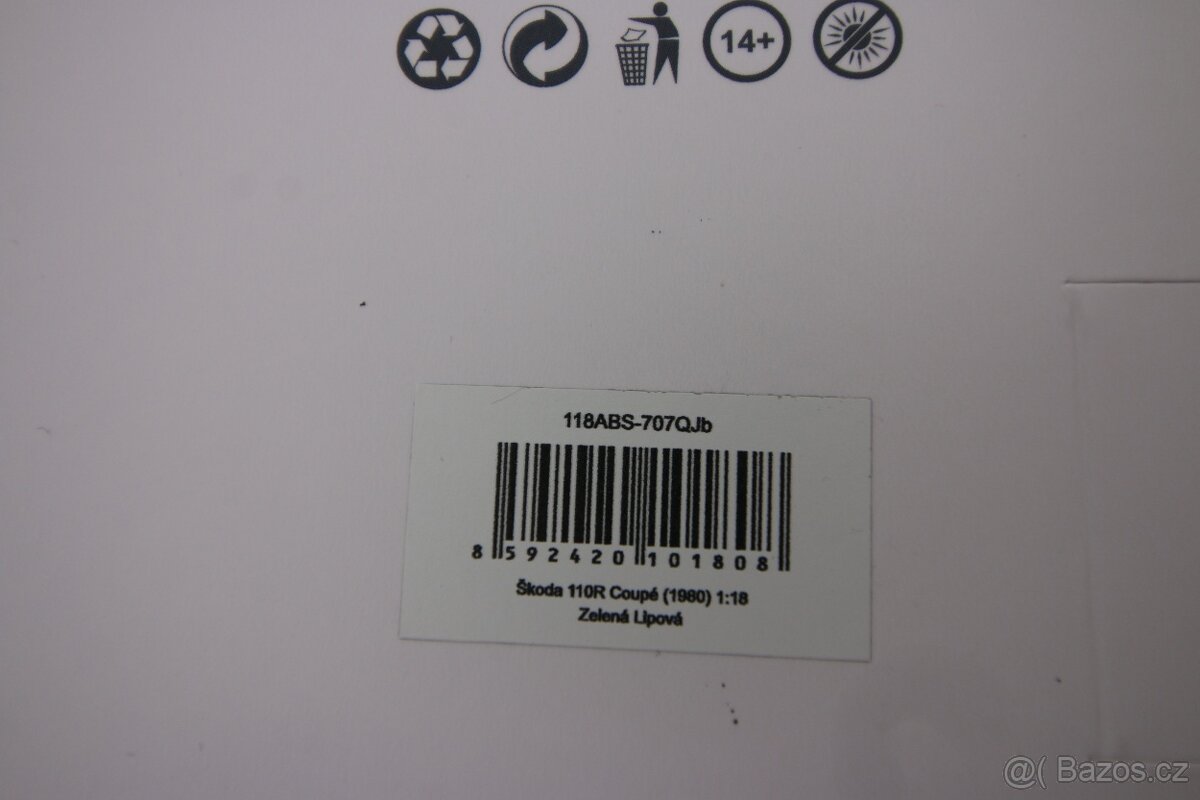 14+
118ABS-707QJb
8 592420 101808
Škoda 110R Coupé (1980) 1:18
Zelená Lipová
@( Bazos.cz